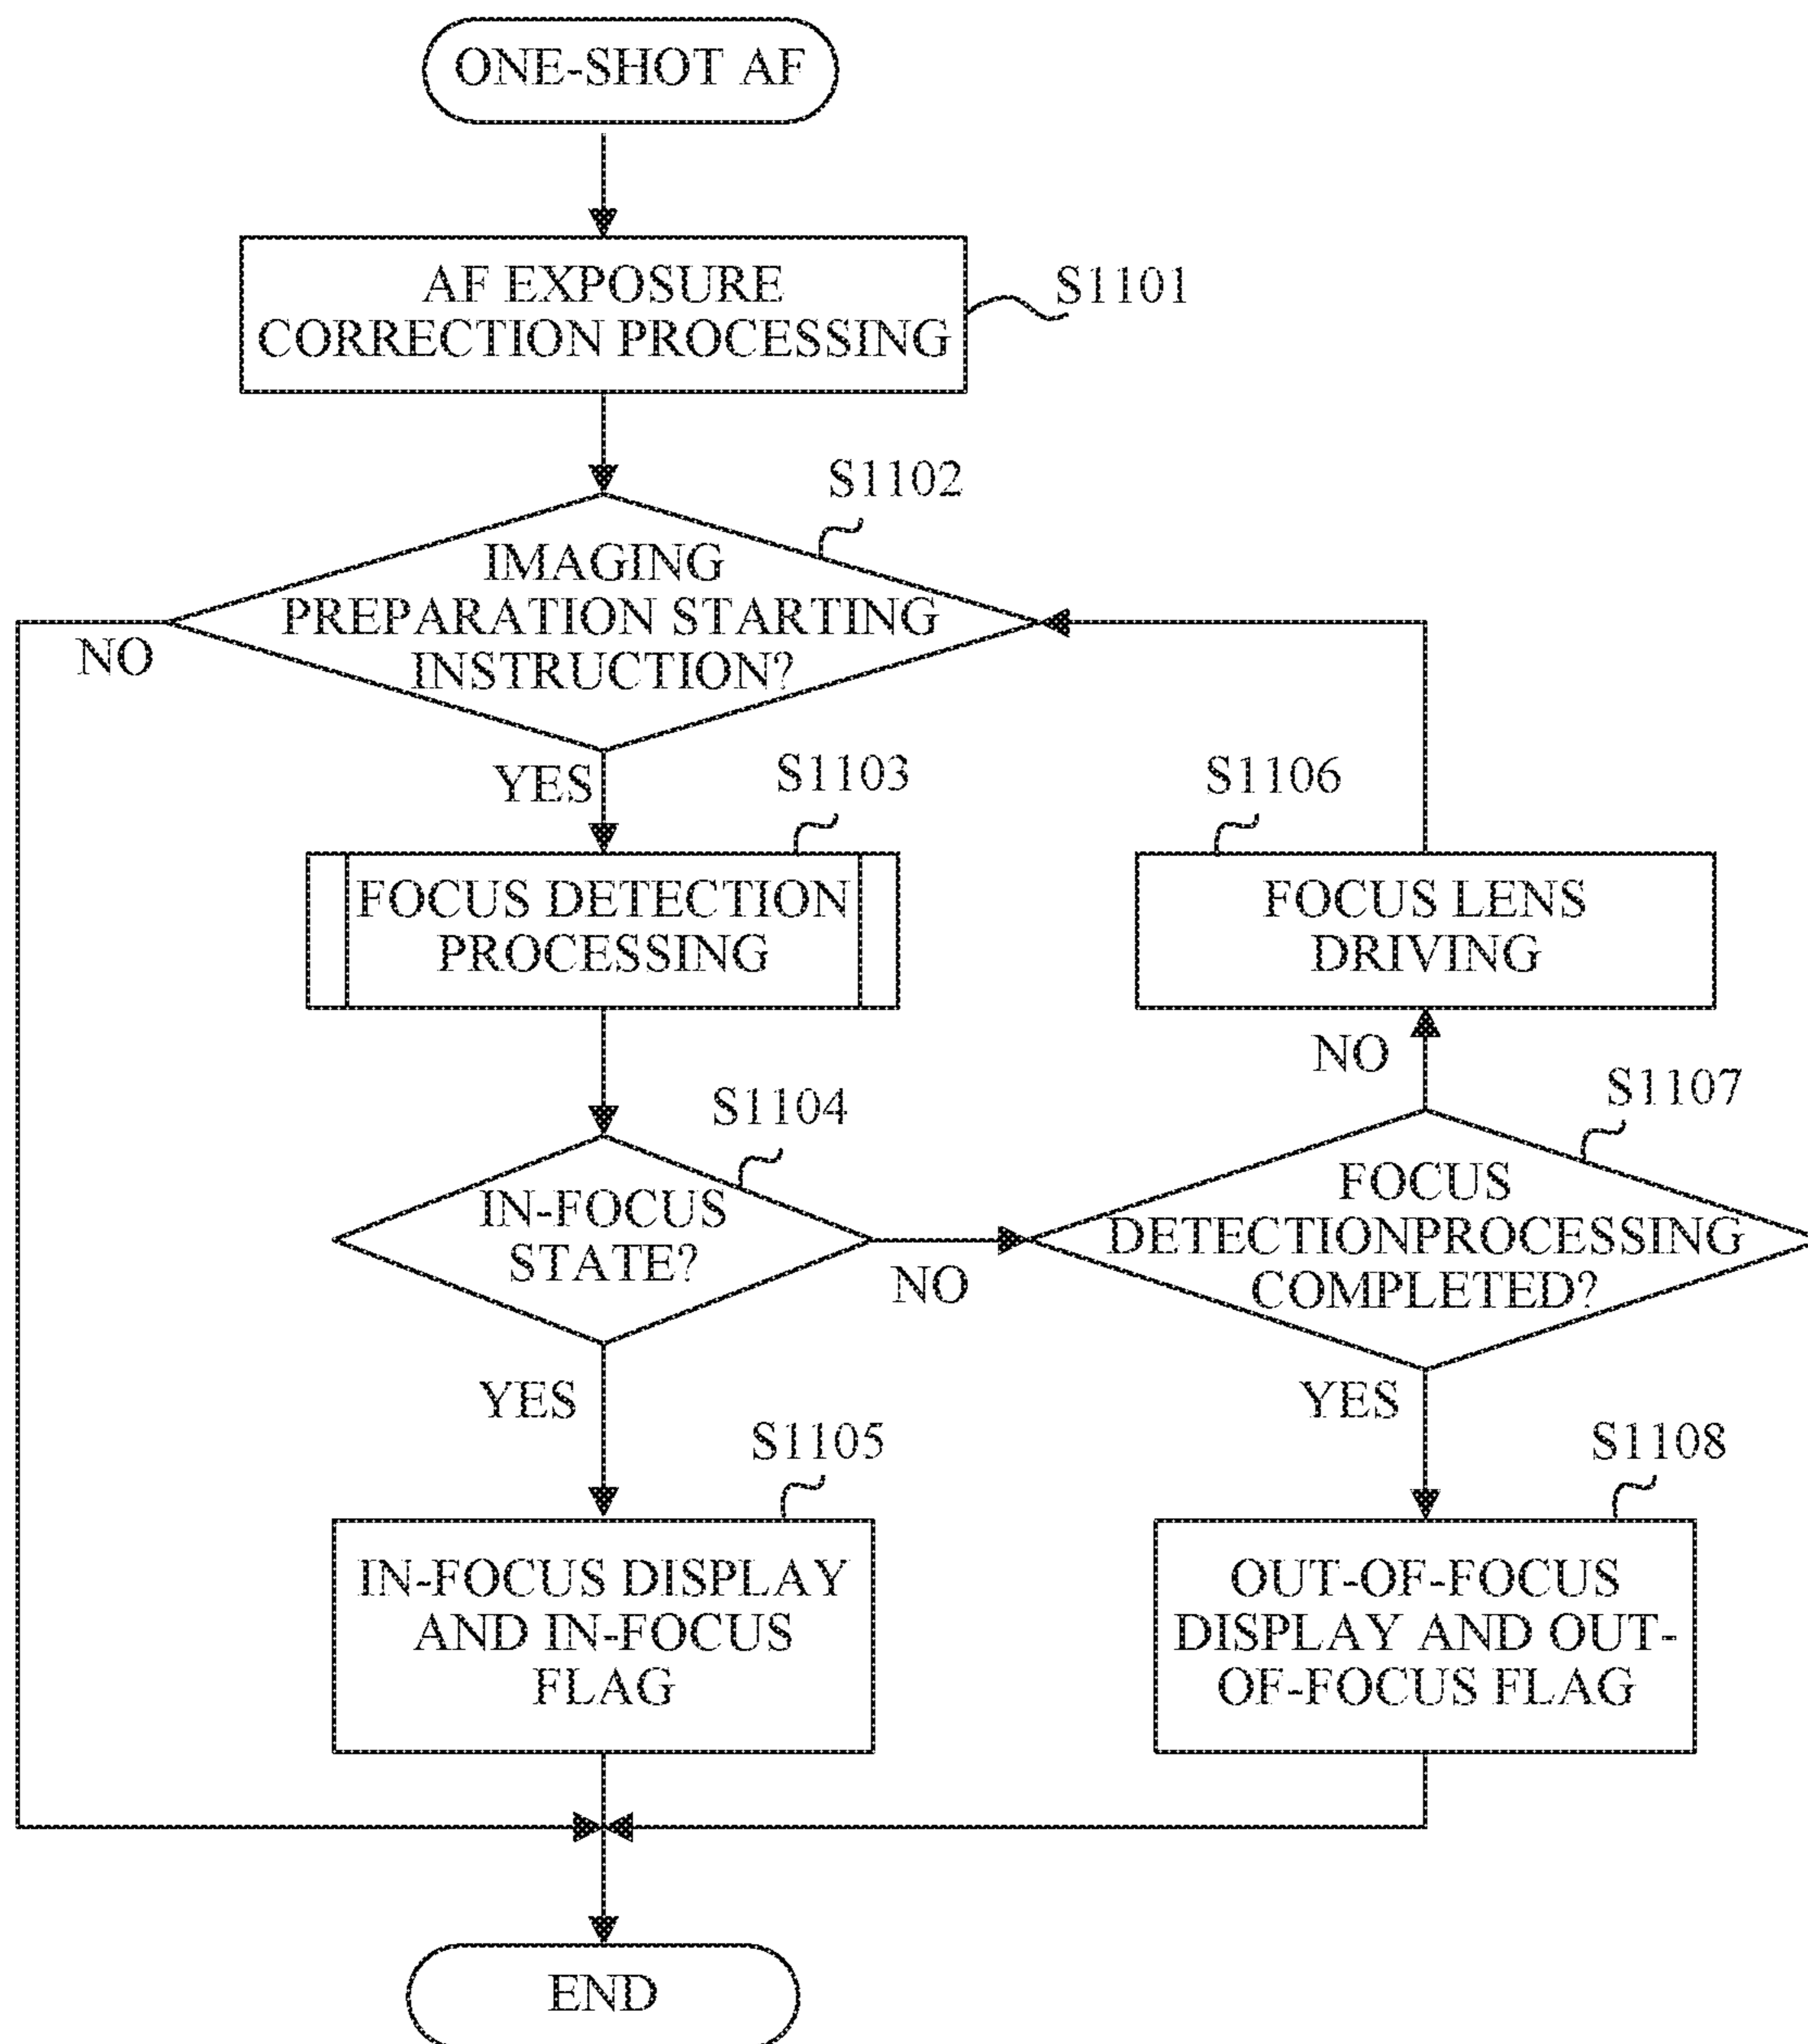 ONE-SHOT AF
AF EXPOSURE
CORRECTION PROCESSING
S1101
S1102
IMAGING
PREPARATION STARTING
INSTRUCTION?
NO
YES
S1103
FOCUS DETECTION
PROCESSING
S1106
FOCUS LENS
DRIVING
NO
S1104
IN-FOCUS
STATE?
NO
S1107
FOCUS
DETECTIONPROCESSING
COMPLETED?
YES
YES
S1105
IN-FOCUS DISPLAY
AND IN-FOCUS
FLAG
S1108
OUT-OF-FOCUS
DISPLAY AND OUT-
OF-FOCUS FLAG
END